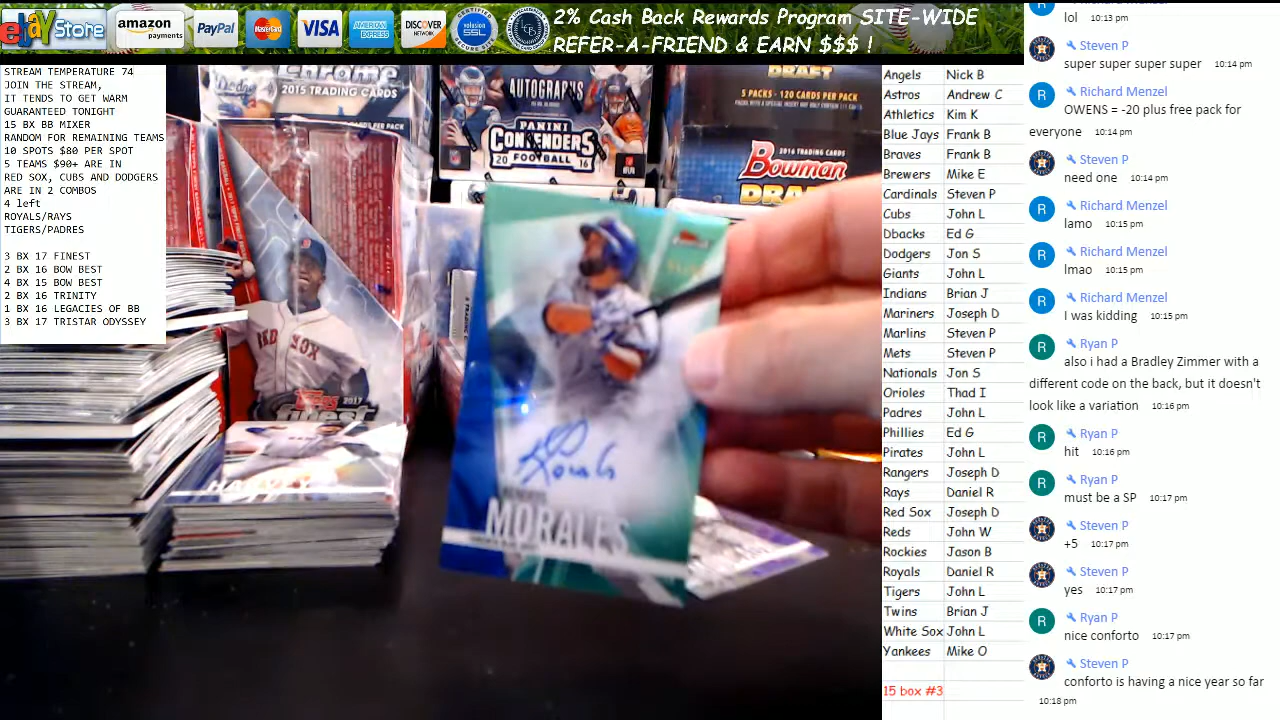 ebay Store
amazon payments
PayPal
MasterCard
VISA
AMERICAN EXPRESS
DISCOVER NETWORK
2% Cash Back Rewards Program SITE-WIDE
REFER-A-FRIEND & EARN $$$ !
STREAM TEMPERATURE 74
JOIN THE STREAM,
IT TENDS TO GET WARM
GUARANTEED TONIGHT
15 BX BB MIXER
RANDOM FOR REMAINING TEAMS
10 SPOTS $80 PER SPOT
5 TEAMS $90+ ARE IN
RED SOX, CUBS AND DODGERS
ARE IN 2 COMBOS
4 left
ROYALS/RAYS
TIGERS/PADRES
3 BX 17 FINEST
2 BX 16 BOW BEST
4 BX 15 BOW BEST
2 BX 16 TRINITY
1 BX 16 LEGACIES OF BB
3 BX 17 TRISTAR ODYSSEY
chrome
2015 TRADING CARDS
AUTOGRAPHS
PANINI
CONTENDERS
2016 FOOTBALL
DRAFT
5 PACKS - 120 CARDS PER PACK
2016 TRADING CARDS
Bowman
DRAFT
RED SOX
Topps 2017
finest
HARVEY
MORALES
Angels Nick B
Astros Andrew C
Athletics Kim K
Blue Jays Frank B
Braves Frank B
Brewers Mike E
Cardinals Steven P
Cubs John L
Dbacks Ed G
Dodgers Jon S
Giants John L
Indians Brian J
Mariners Joseph D
Marlins Steven P
Mets Steven P
Nationals Jon S
Orioles Thad I
Padres John L
Phillies Ed G
Pirates John L
Rangers Joseph D
Rays Daniel R
Red Sox Joseph D
Reds John W
Rockies Jason B
Royals Daniel R
Tigers John L
Twins Brian J
White Sox John L
Yankees Mike O
15 box #3
lol 10:13 pm
Steven P
super super super super 10:14 pm
R Richard Menzel
OWENS = -20 plus free pack for
everyone 10:14 pm
Steven P
need one 10:14 pm
R Richard Menzel
lamo 10:15 pm
R Richard Menzel
lmao 10:15 pm
R Richard Menzel
I was kidding 10:15 pm
R Ryan P
also i had a Bradley Zimmer with a
different code on the back, but it doesn't
look like a variation 10:16 pm
R Ryan P
hit 10:16 pm
R Ryan P
must be a SP 10:17 pm
Steven P
+5 10:17 pm
Steven P
yes 10:17 pm
R Ryan P
nice conforto 10:17 pm
Steven P
conforto is having a nice year so far
10:18 pm